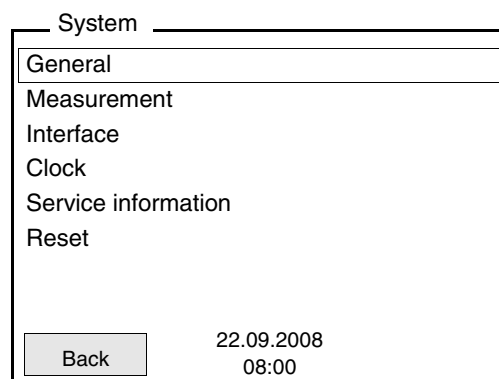 System
General
Measurement
Interface
Clock
Service information
Reset
22.09.2008
Back
08:00